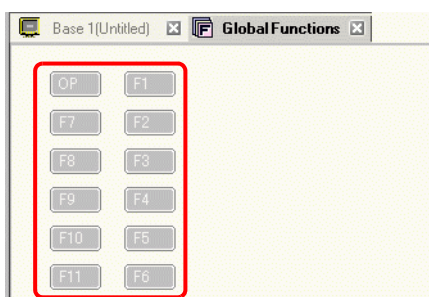 Base 1(Untitled) Global Functions
OP F1
F7 F2
F8 F3
F9 F4
F10 F5
F11 F6